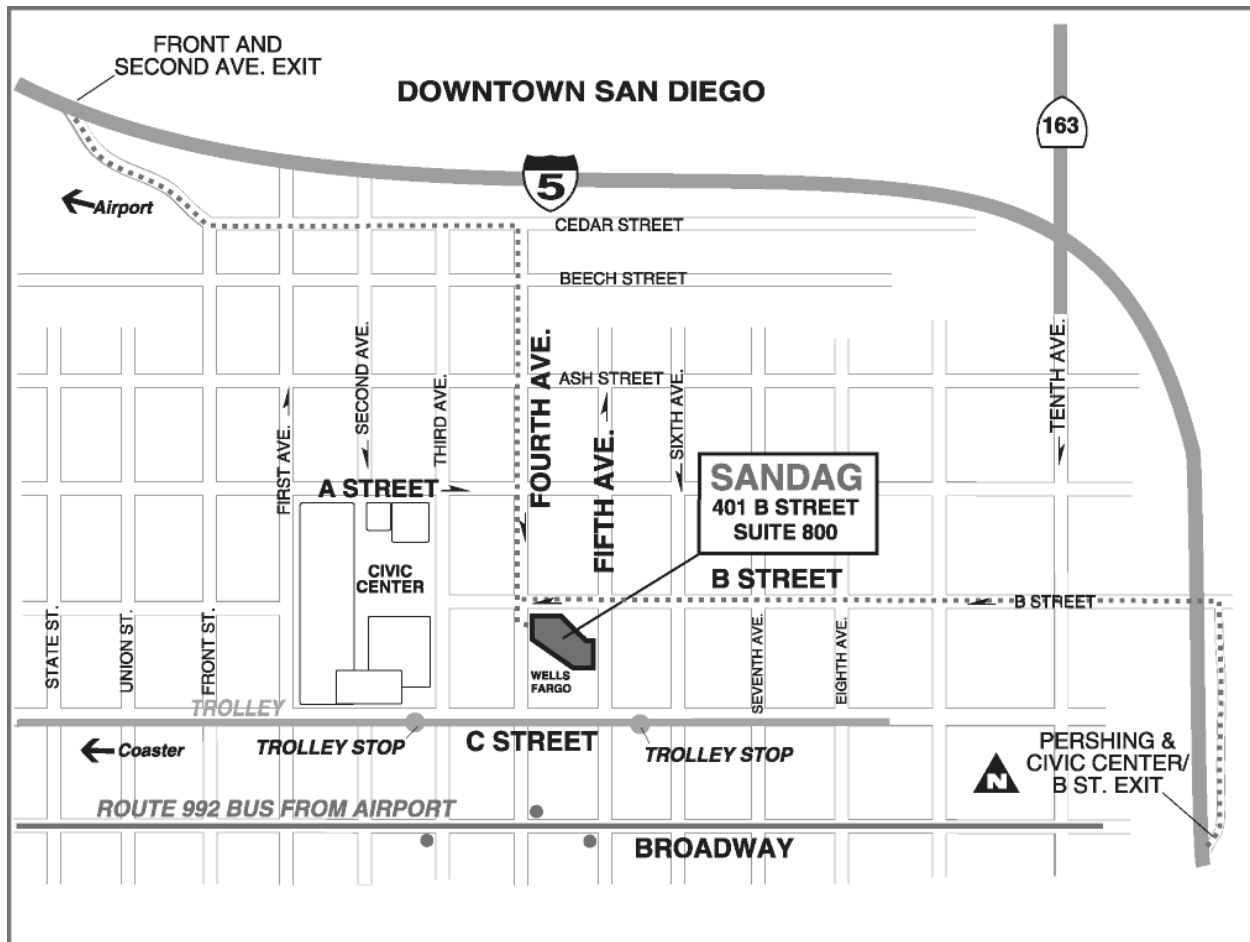 FRONT AND
SECOND AVE. EXIT
DOWNTOWN SAN DIEGO
163
5
Airport
CEDAR STREET
BEECH STREET
ASH STREET
FIRST AVE.
SECOND AVE.
THIRD AVE.
FOURTH AVE.
FIFTH AVE.
SIXTH AVE.
TENTH AVE.
A STREET
SANDAG
401 B STREET
SUITE 800
CIVIC
CENTER
B STREET
B STREET
STATE ST.
UNION ST.
FRONT ST.
WELLS
FARGO
SEVENTH AVE.
EIGHTH AVE.
TROLLEY
TROLLEY STOP
C STREET
TROLLEY STOP
Coaster
N
PERSHING &
CIVIC CENTER/
B ST. EXIT
ROUTE 992 BUS FROM AIRPORT
BROADWAY